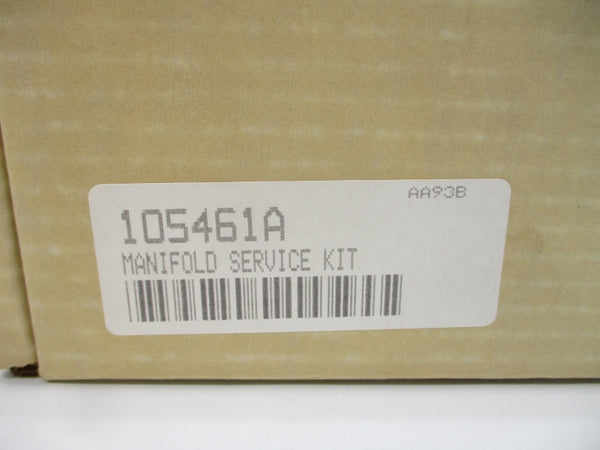 AA93B
105461A
MANIFOLD SERVICE KIT